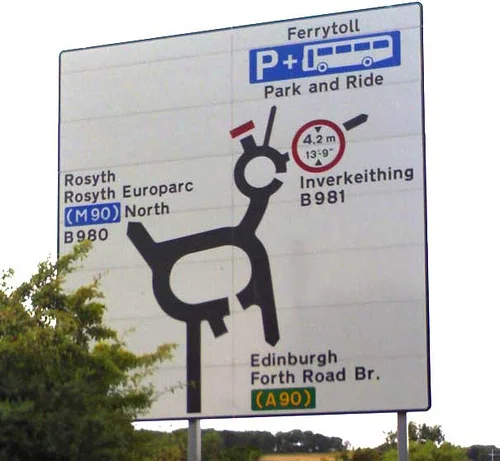 Ferrytoll
P+
Park and Ride
4.2 m
13'-9"
Inverkeithing
B981
Rosyth
Rosyth Europarc
(M90) North
B980
Edinburgh
Forth Road Br.
(A90)